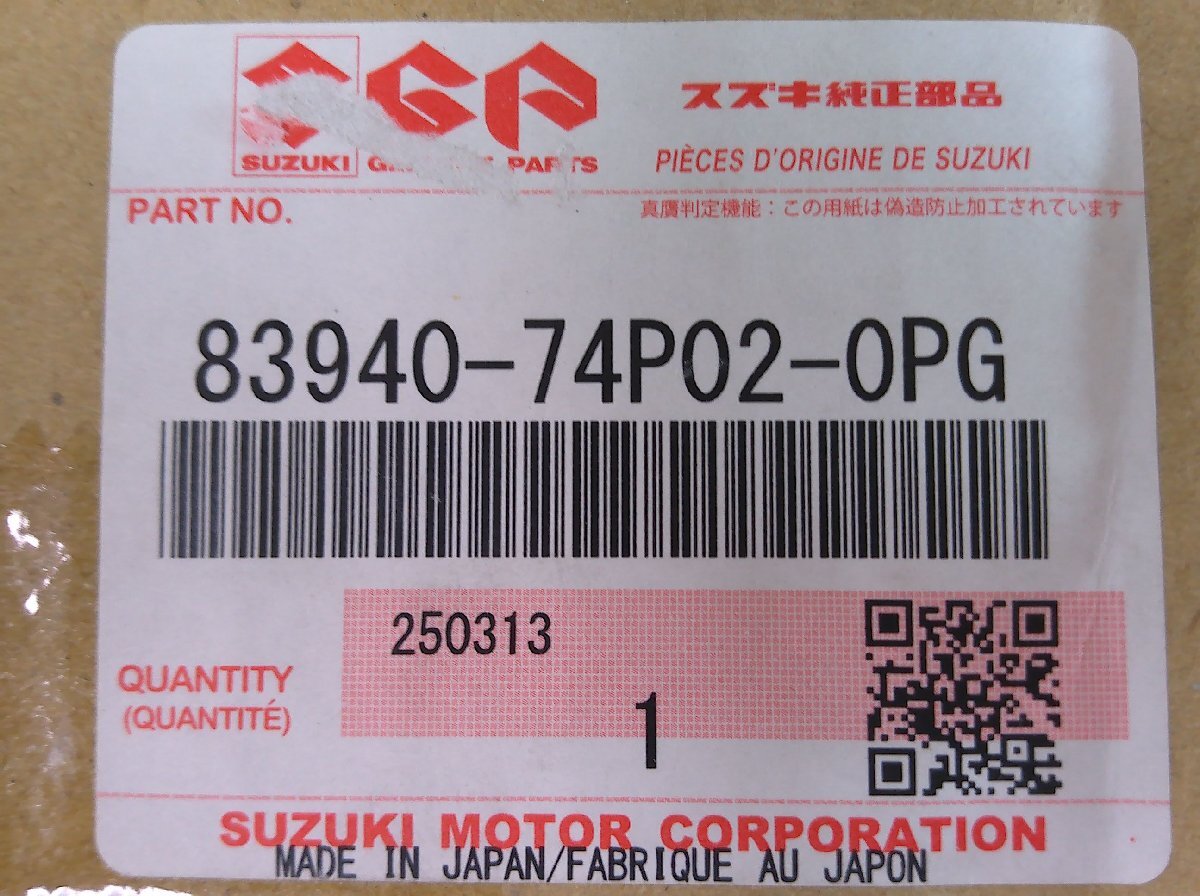 SGP スズキ純正部品
SUZUKI PARTS PIÈCES D'ORIGINE DE SUZUKI
PART NO. 真贋判定機能：この用紙は偽造防止加工されています
83940-74P02-0PG
250313
QUANTITY
(QUANTITÉ)
1
SUZUKI MOTOR CORPORATION
MADE IN JAPAN/FABRIQUE AU JAPON